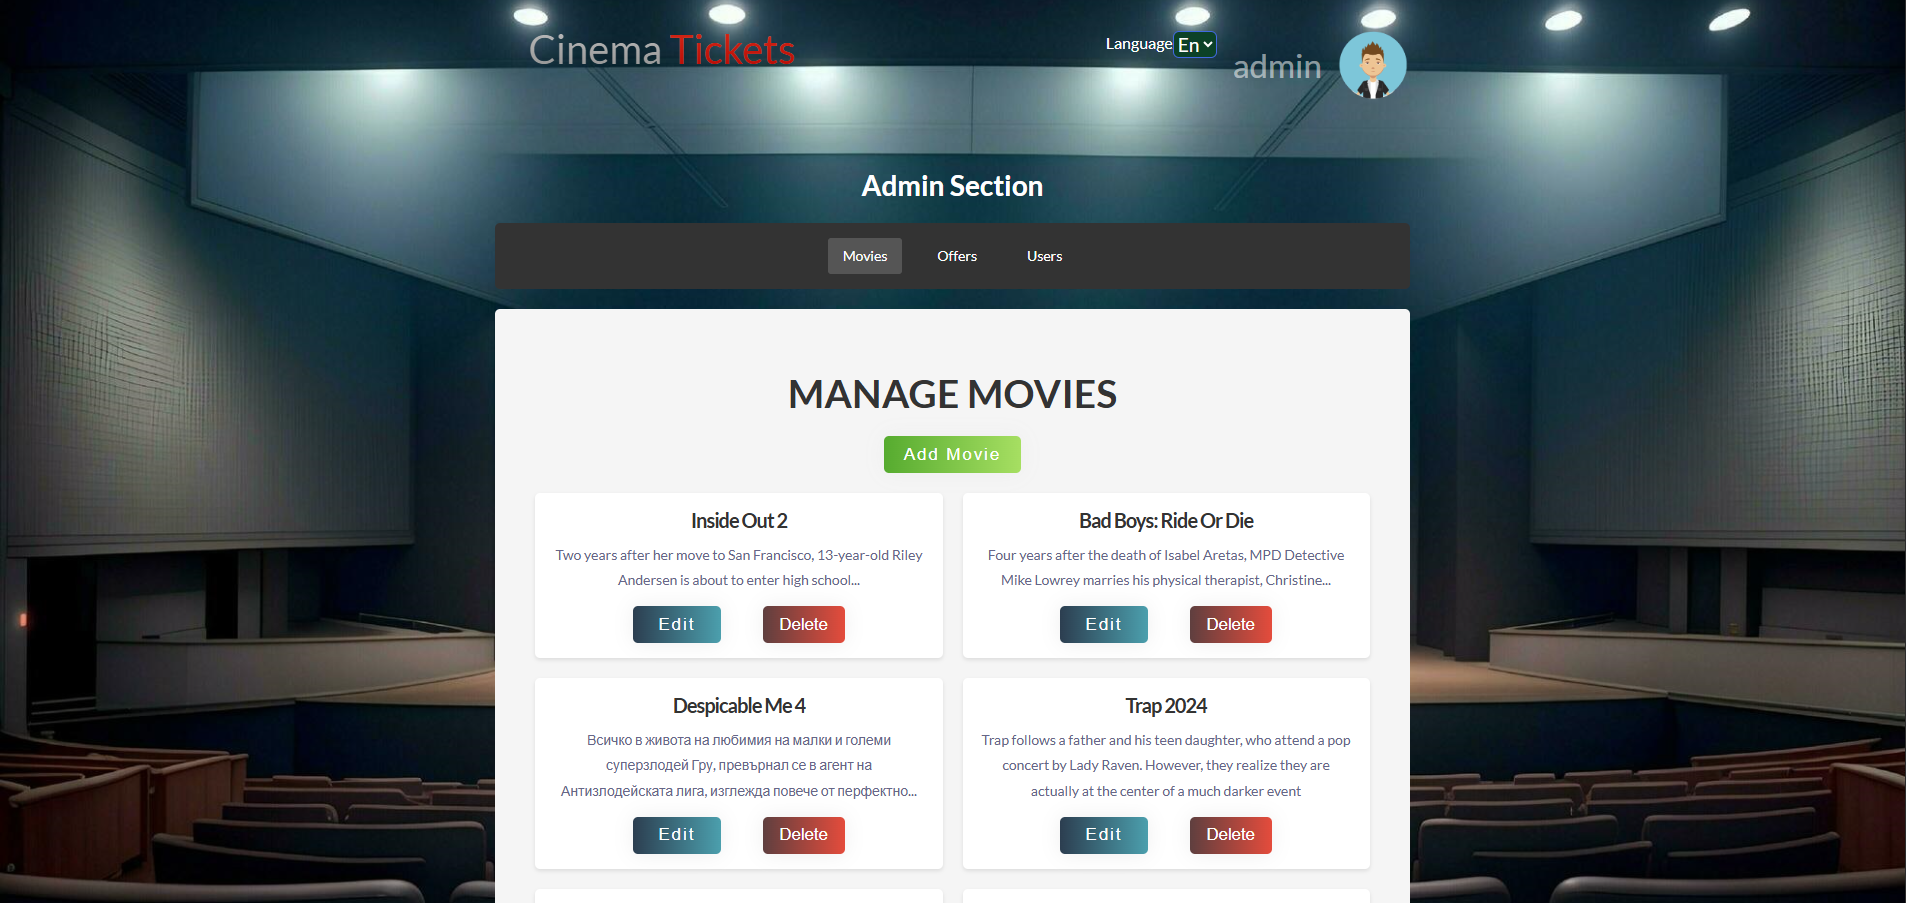 Cinema Tickets
Language En
admin
Admin Section
Movies Offers Users
MANAGE MOVIES
Add Movie
Inside Out 2
Two years after her move to San Francisco, 13-year-old Riley
Andersen is about to enter high school...
Edit Delete
Bad Boys: Ride Or Die
Four years after the death of Isabel Aretas, MPD Detective
Mike Lowrey marries his physical therapist, Christine...
Edit Delete
Despicable Me 4
Всичко в живота на любимия на малки и големи
суперзлодей Гру, превърнал се в агент на
Антизлодейската лига, изглежда повече от перфектно...
Edit Delete
Trap 2024
Trap follows a father and his teen daughter, who attend a pop
concert by Lady Raven. However, they realize they are
actually at the center of a much darker event
Edit Delete